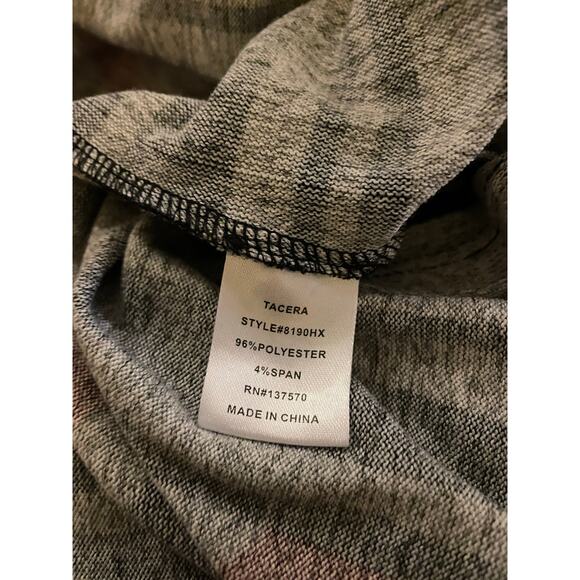 TACERA
STYLE#8190HX
96%POLYESTER
4%SPAN
RN#137570
MADE IN CHINA